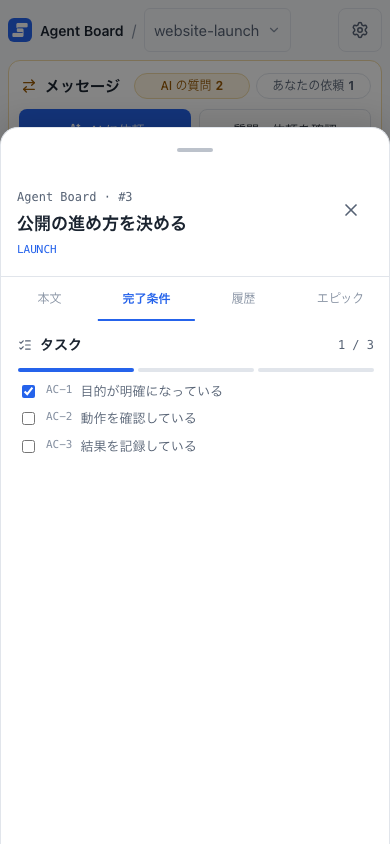 Agent Board / website-launch
メッセージ AI の質問 2 あなたの依頼 1
Agent Board · #3
公開の進め方を決める
LAUNCH
本文 完了条件 履歴 エピック
タスク 1 / 3
AC-1 目的が明確になっている
AC-2 動作を確認している
AC-3 結果を記録している